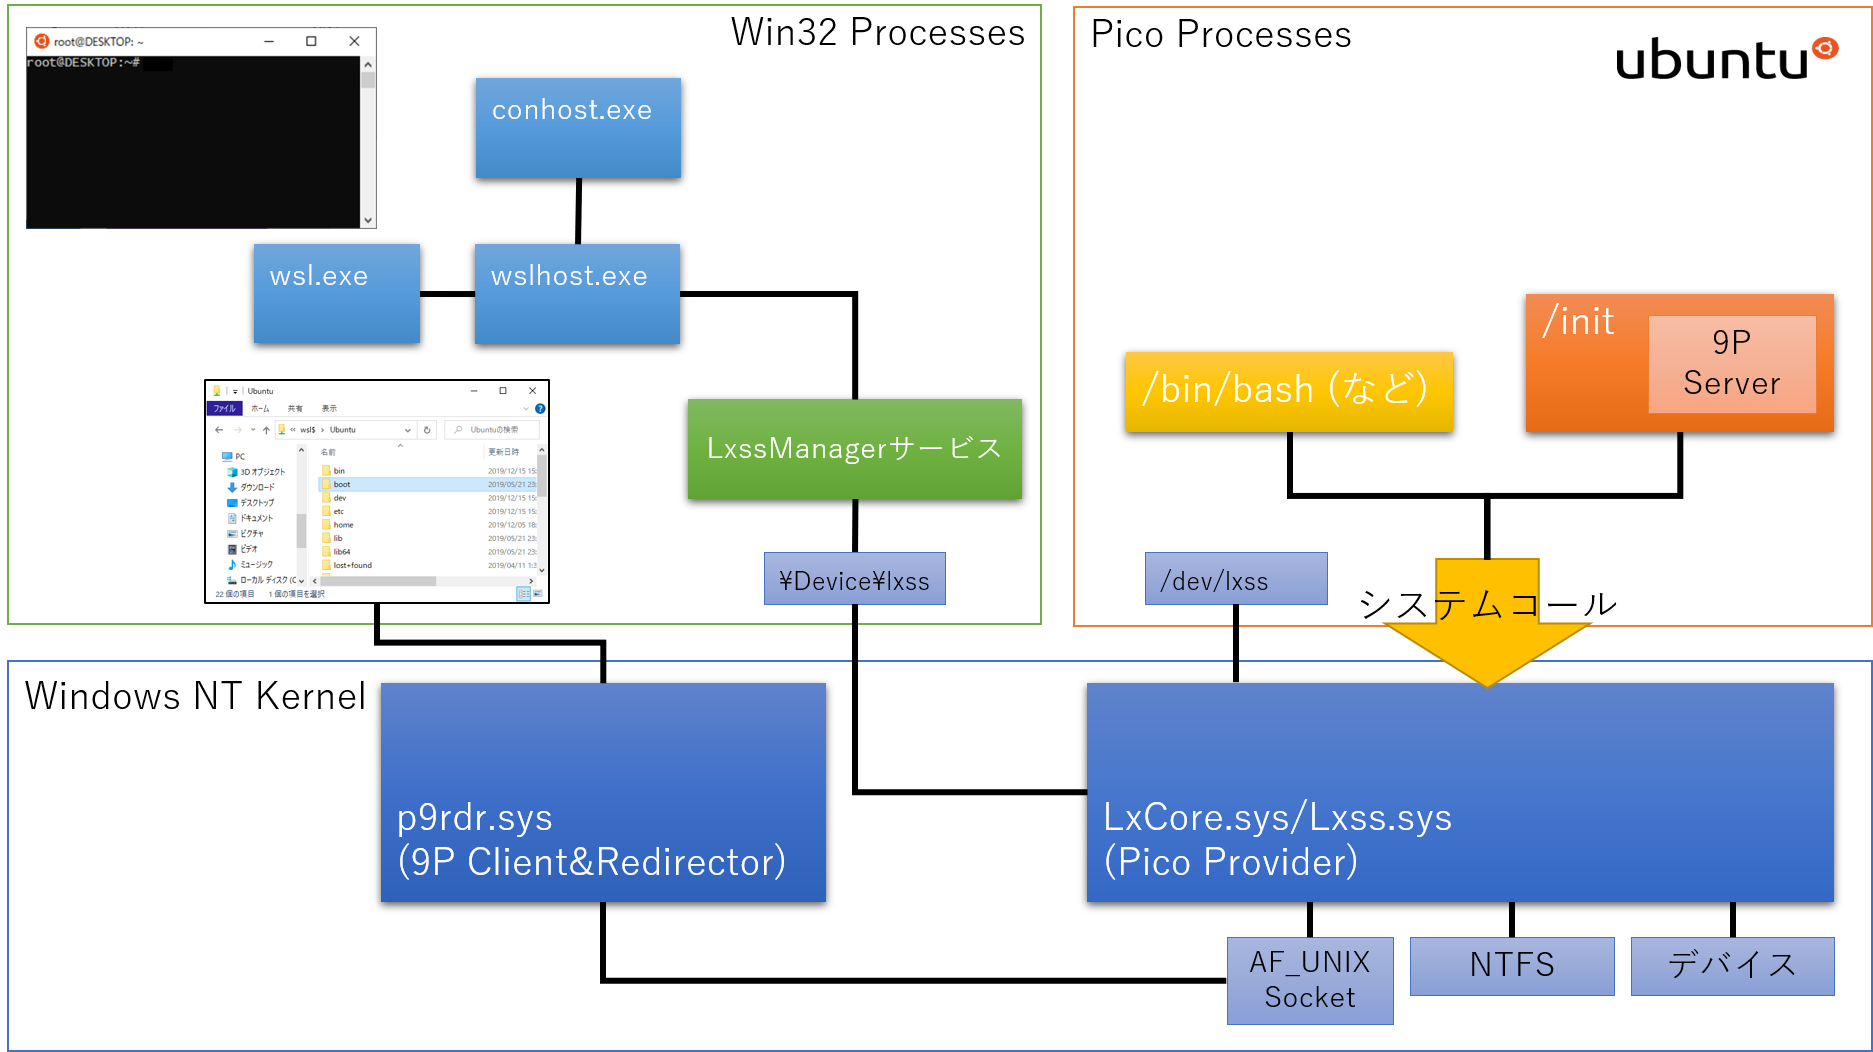 Win32 Processes
root@DESKTOP: ~
root@DESKTOP:~#
conhost.exe
wsl.exe
wslhost.exe
Ubuntu
ファイル
ホーム
共有
表示
wsl$ › Ubuntu
Ubuntuの検索
PC
3D オブジェクト
ダウンロード
デスクトップ
ドキュメント
ピクチャ
ビデオ
ミュージック
ローカル ディスク (C
名前
更新日時
bin
2019/12/15 15:
boot
2019/05/21 23:
dev
2019/12/15 15:
etc
2019/12/15 15:
home
2019/12/05 18:
lib
2019/05/21 23:
lib64
2019/05/21 23:
lost+found
2019/04/11 1:3
22 個の項目
1 個の項目を選択
LxssManagerサービス
¥Device¥lxss
Pico Processes
ubuntu
/bin/bash (など)
/init
9P
Server
/dev/lxss
システムコール
Windows NT Kernel
p9rdr.sys
(9P Client&Redirector)
LxCore.sys/Lxss.sys
(Pico Provider)
AF_UNIX
Socket
NTFS
デバイス